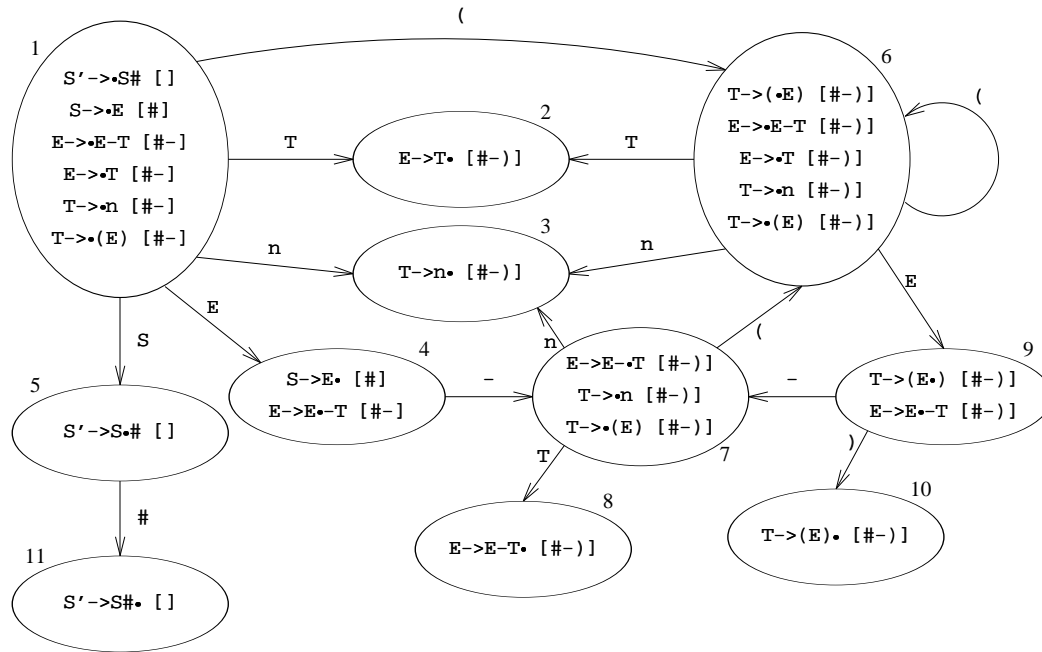 (
1
S'->•S# []
S->•E [#]
E->•E-T [#-]
E->•T [#-]
T->•n [#-]
T->•(E) [#-]
6
T->(•E) [#-)]
E->•E-T [#-)]
E->•T [#-)]
T->•n [#-)]
T->•(E) [#-)]
(
2
T
E->T• [#-)]
T
3
n
T->n• [#-)]
n
E
E
S
n
(
4
S->E• [#]
E->E•-T [#-]
-
E->E-•T [#-)]
T->•n [#-)]
T->•(E) [#-)]
7
-
9
T->(E•) [#-)]
E->E•-T [#-)]
5
S'->S•# []
T
)
#
8
E->E-T• [#-)]
10
T->(E)• [#-)]
11
S'->S#• []